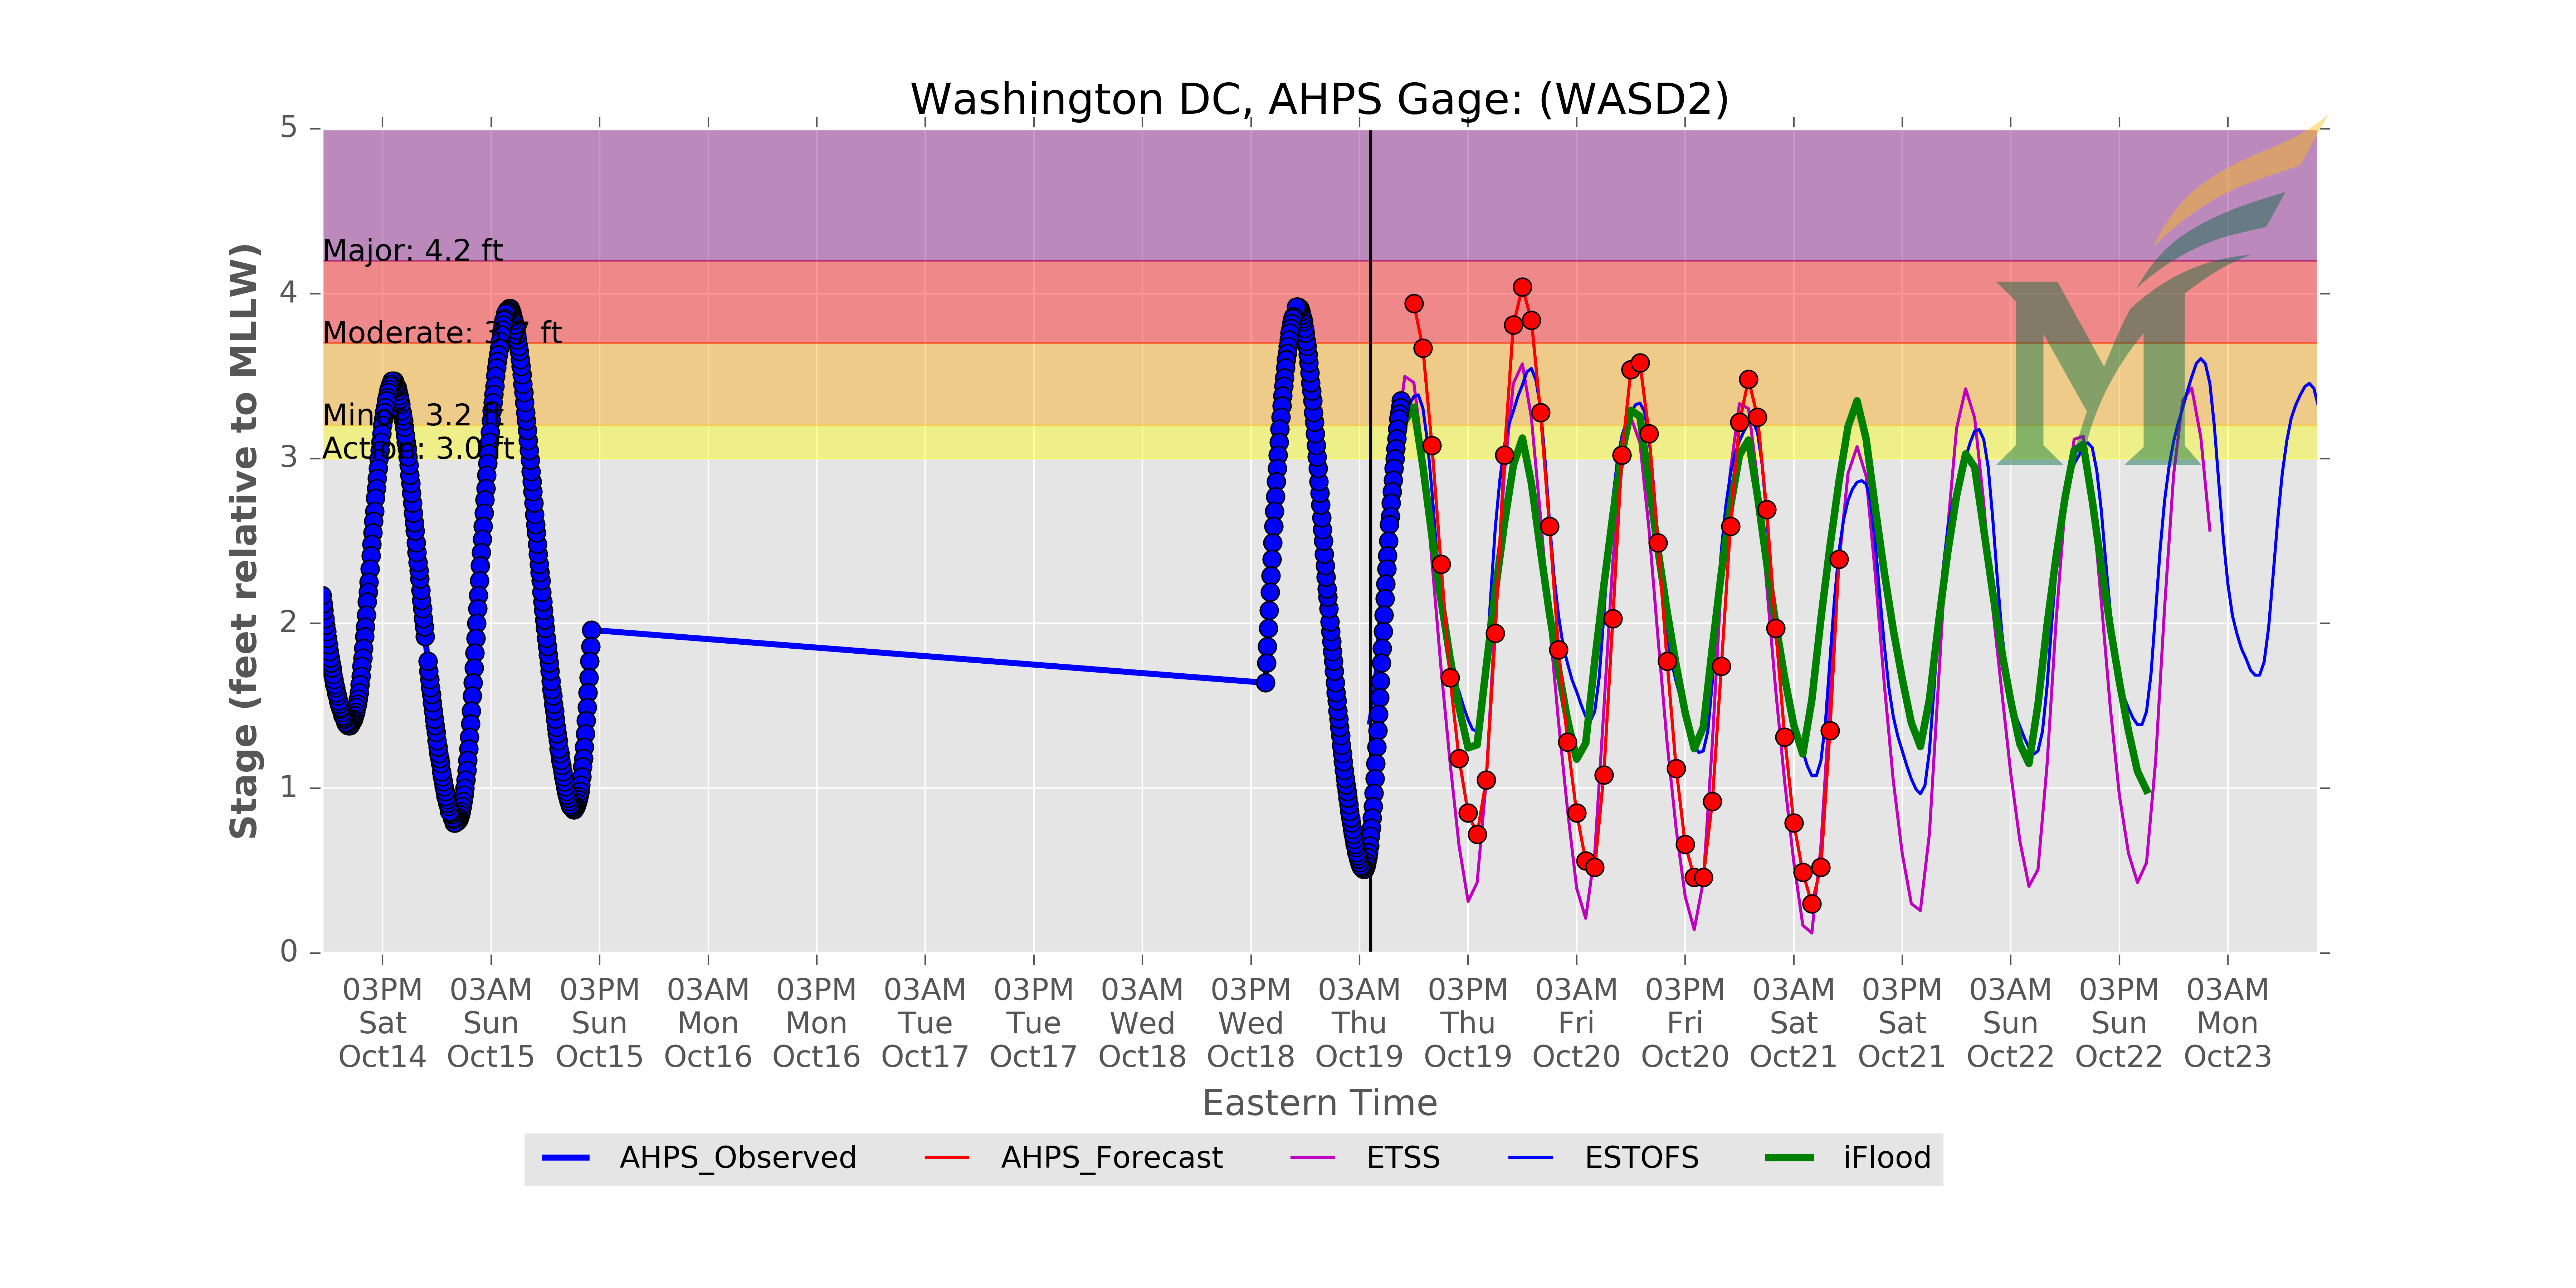 Washington DC, AHPS Gage: (WASD2)
Stage (feet relative to MLLW)
5
4
3
2
1
0
Major: 4.2 ft
Moderate: 3.7 ft
Minor: 3.2 ft
Action: 3.0 ft
M
03PM 03AM 03PM 03AM 03PM 03AM 03PM 03AM 03PM 03AM 03PM 03AM 03PM 03AM 03PM 03AM 03PM 03AM
Sat Sun Sun Mon Mon Tue Tue Wed Wed Thu Thu Fri Fri Sat Sat Sun Sun Mon
Oct14 Oct15 Oct15 Oct16 Oct16 Oct17 Oct17 Oct18 Oct18 Oct19 Oct19 Oct20 Oct20 Oct21 Oct21 Oct22 Oct22 Oct23
Eastern Time
AHPS_Observed AHPS_Forecast ETSS ESTOFS iFlood